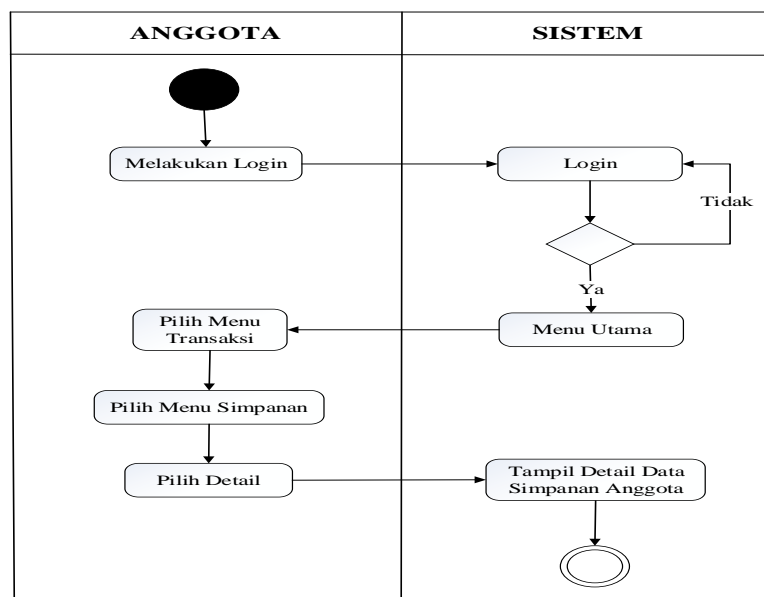 ANGGOTA
SISTEM
Melakukan Login
Login
Tidak
Ya
Pilih Menu
Transaksi
Menu Utama
Pilih Menu Simpanan
Pilih Detail
Tampil Detail Data
Simpanan Anggota